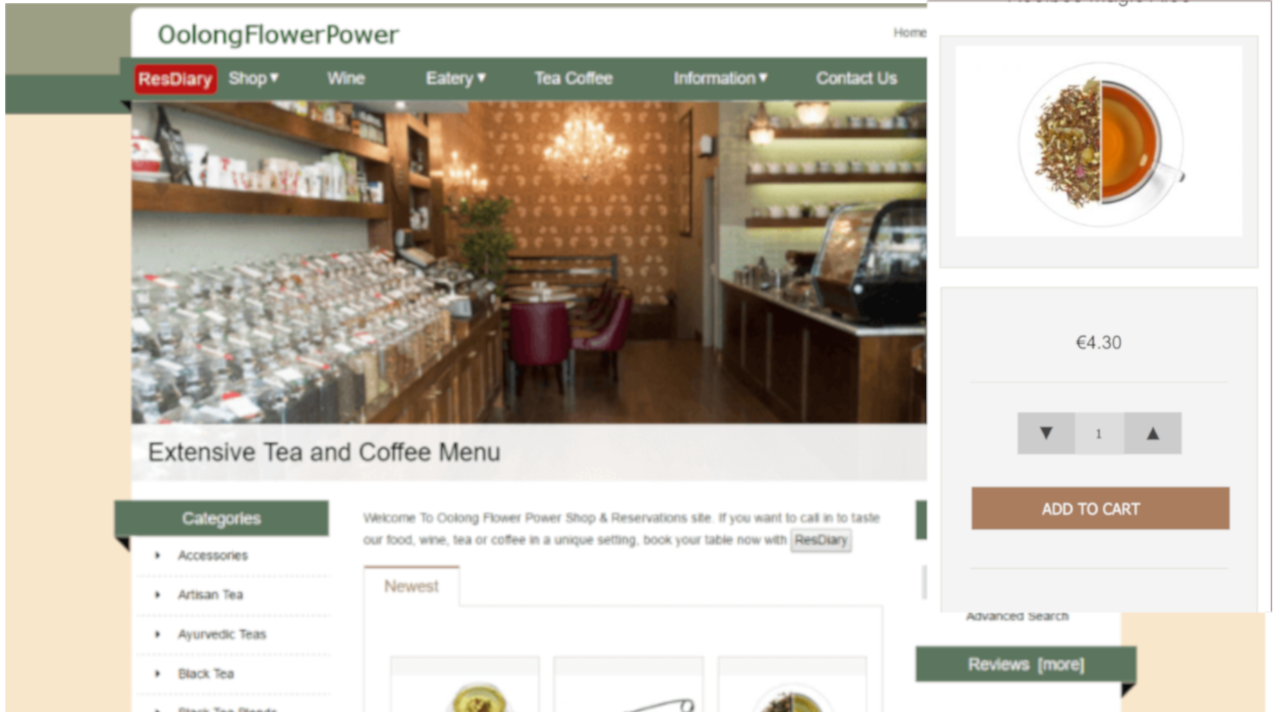 OolongFlowerPower
Home
ResDiary Shop▼ Wine Eatery▼ Tea Coffee Information▼ Contact Us
Extensive Tea and Coffee Menu
Categories
Accessories
Artisan Tea
Ayurvedic Teas
Black Tea
Black Tea Blends
Welcome To Oolong Flower Power Shop & Reservations site. If you want to call in to taste
our food, wine, tea or coffee in a unique setting, book your table now with ResDiary
Newest
€4.30
▼ 1 ▲
ADD TO CART
Advanced Search
Reviews [more]